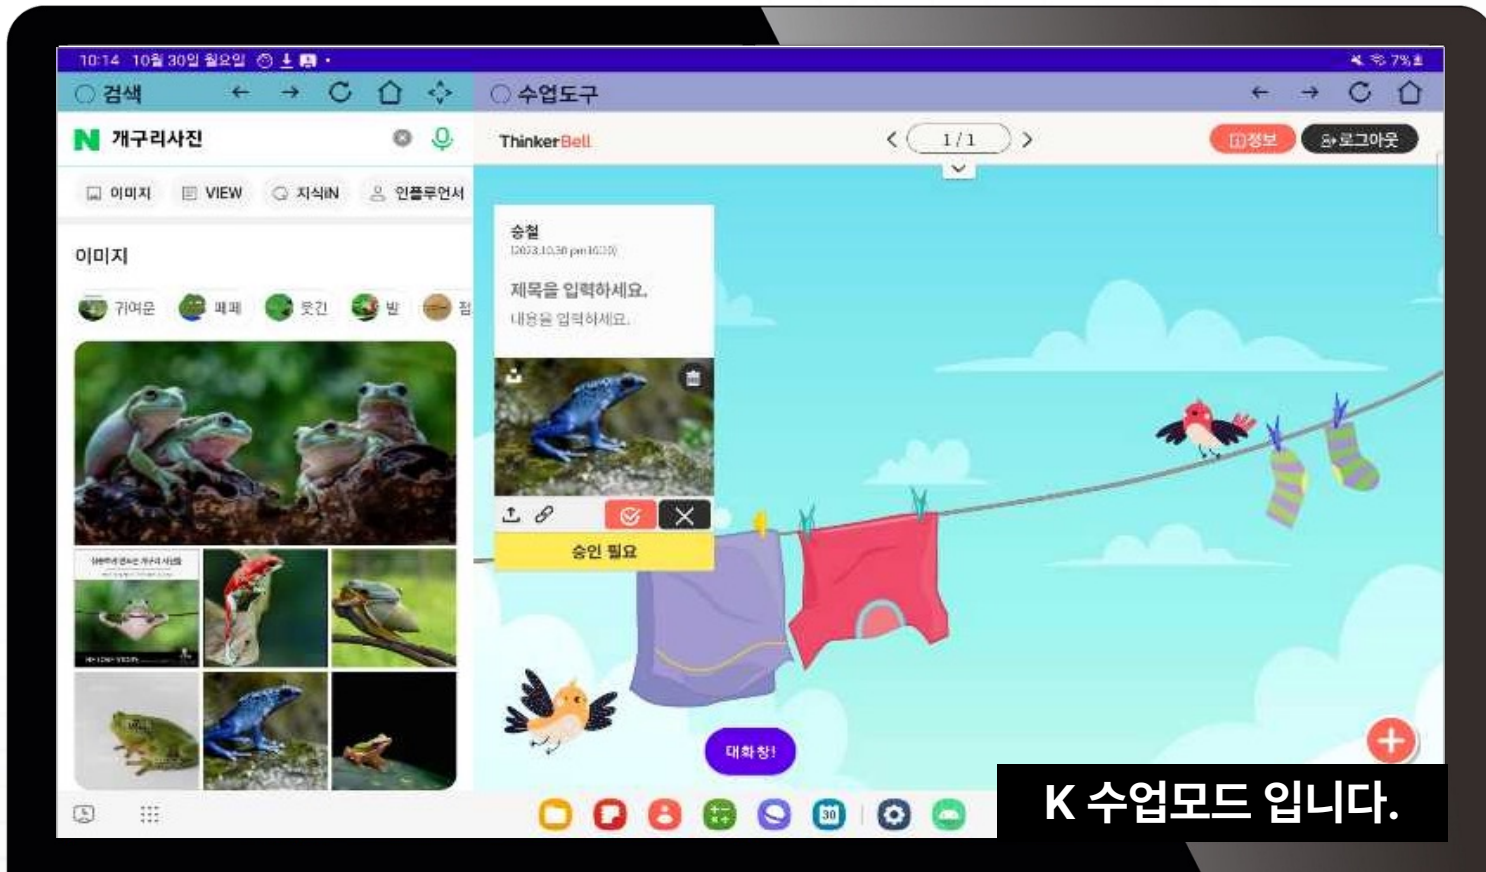 10:14 10월 30일 월요일
7%
검색
수업도구
N 개구리사진
ThinkerBell
1/1
정보
로그아웃
이미지
VIEW
지식iN
인플루언서
이미지
귀여운
페페
웃긴
발
점
승철
제목을 입력하세요.
내용을 입력하세요.
승인 필요
대화창!
30
K 수업모드 입니다.